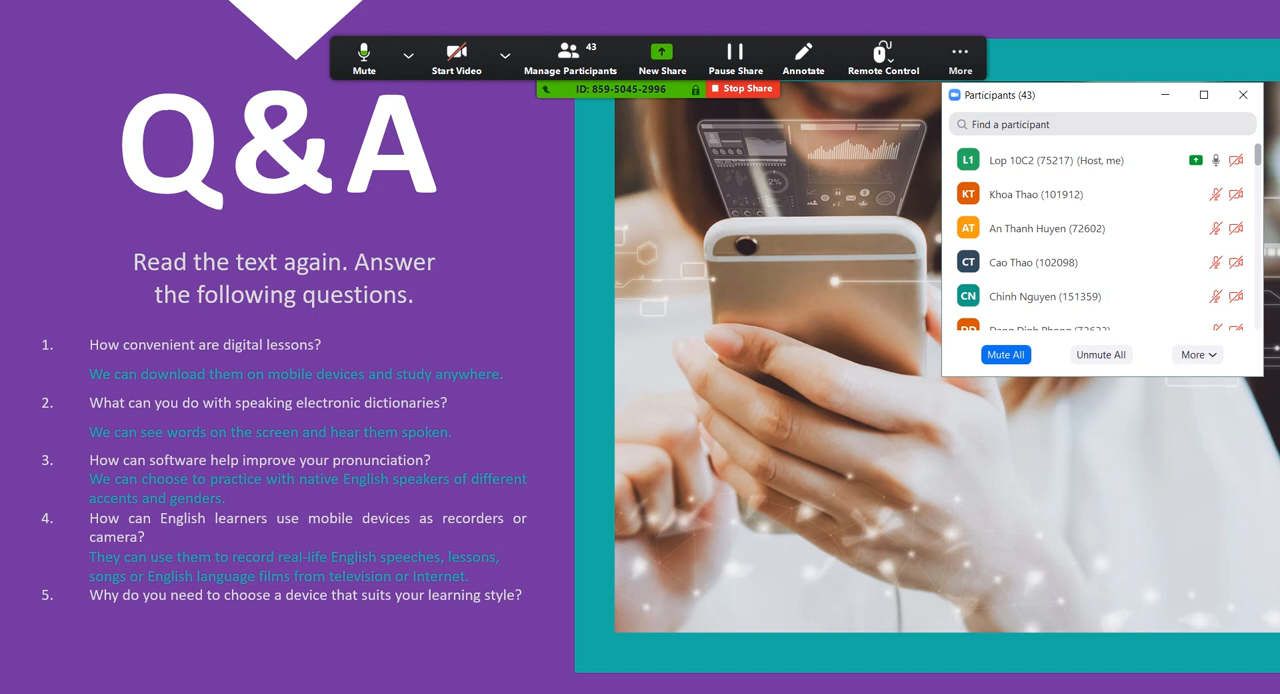 Mute
Start Video
43
Manage Participants
New Share
Pause Share
Annotate
Remote Control
More
ID: 859-5045-2996
Stop Share
Q&A
Read the text again. Answer
the following questions.
1. How convenient are digital lessons?
We can download them on mobile devices and study anywhere.
2. What can you do with speaking electronic dictionaries?
We can see words on the screen and hear them spoken.
3. How can software help improve your pronunciation?
We can choose to practice with native English speakers of different
accents and genders.
4. How can English learners use mobile devices as recorders or
camera?
They can use them to record real-life English speeches, lessons,
songs or English language films from television or Internet.
5. Why do you need to choose a device that suits your learning style?
2%
Participants (43)
Find a participant
L1 Lop 10C2 (75217) (Host, me)
KT Khoa Thao (101912)
AT An Thanh Huyen (72602)
CT Cao Thao (102098)
CN Chinh Nguyen (151359)
Mute All
Unmute All
More